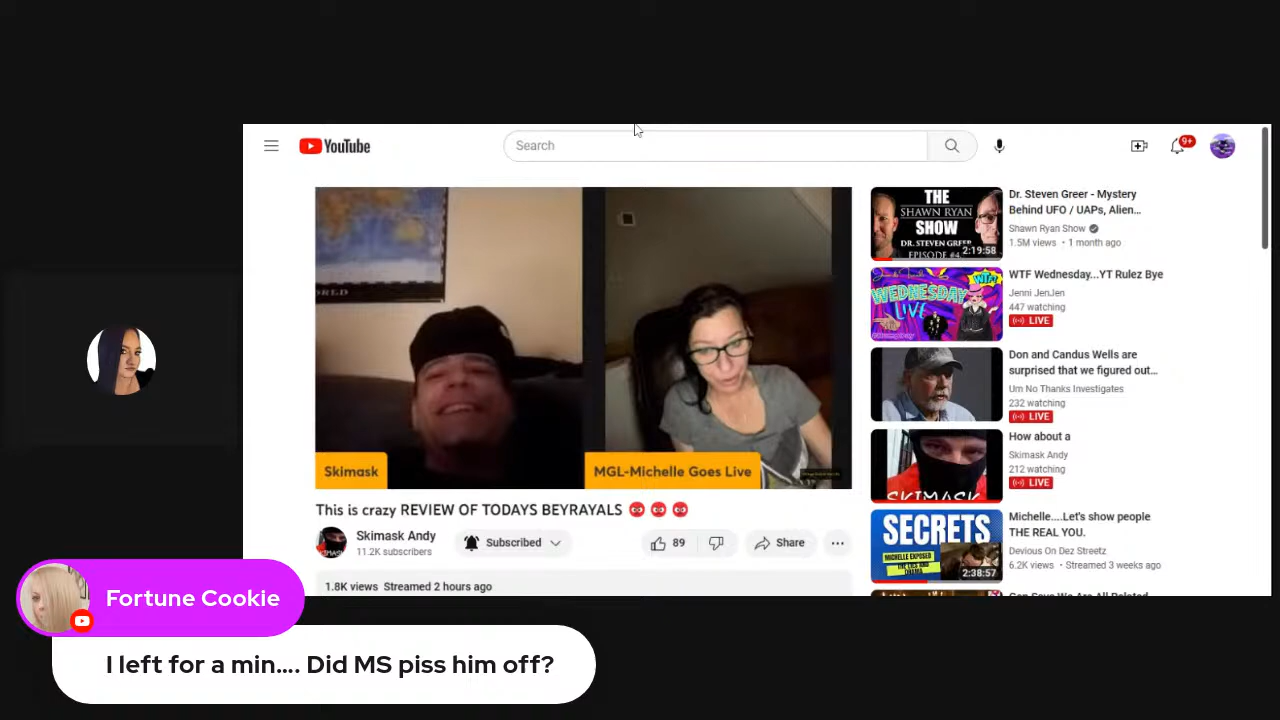 YouTube
Search
9+
RLD
Skimask
MGL-Michelle Goes Live
This is crazy REVIEW OF TODAYS BEYRAYALS
Skimask Andy
11.2K subscribers
Subscribed
89
Share
1.8K views Streamed 2 hours ago
THE
SHAWN RYAN
SHOW
DR. STEVEN GREER
EPISODE #4
2:19:58
Dr. Steven Greer - Mystery
Behind UFO / UAPs, Alien...
Shawn Ryan Show
1.5M views • 1 month ago
WEDNESDAY
LIVE
WTF
WTF Wednesday...YT Rulez Bye
Jenni JenJen
447 watching
LIVE
Don and Candus Wells are
surprised that we figured out...
Um No Thanks Investigates
232 watching
LIVE
SKIMASK
How about a
Skimask Andy
212 watching
LIVE
SECRETS
MICHELLE EXPOSED
2:38:57
Michelle....Let's show people
THE REAL YOU.
Devious On Dez Streetz
6.2K views • Streamed 3 weeks ago
Fortune Cookie
I left for a min.... Did MS piss him off?